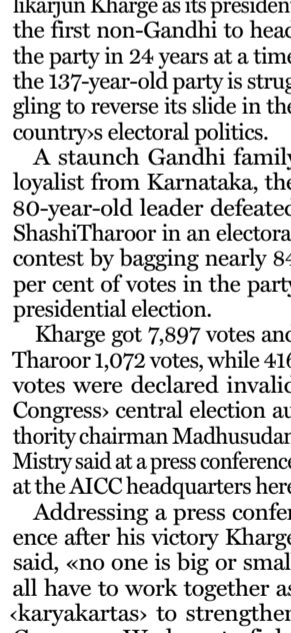 likarjun Kharge as its president
the first non-Gandhi to head
the party in 24 years at a time
the 137-year-old party is strug
gling to reverse its slide in the
country›s electoral politics.
A staunch Gandhi family
loyalist from Karnataka, the
80-year-old leader defeated
ShashiTharoor in an electora
contest by bagging nearly 84
per cent of votes in the party
presidential election.
Kharge got 7,897 votes and
Tharoor 1,072 votes, while 416
votes were declared invalid
Congress› central election au
thority chairman Madhusudan
Mistry said at a press conference
at the AICC headquarters here
Addressing a press confer
ence after his victory Kharge
said, «no one is big or smal
all have to work together as
‹karyakartas› to strengthen